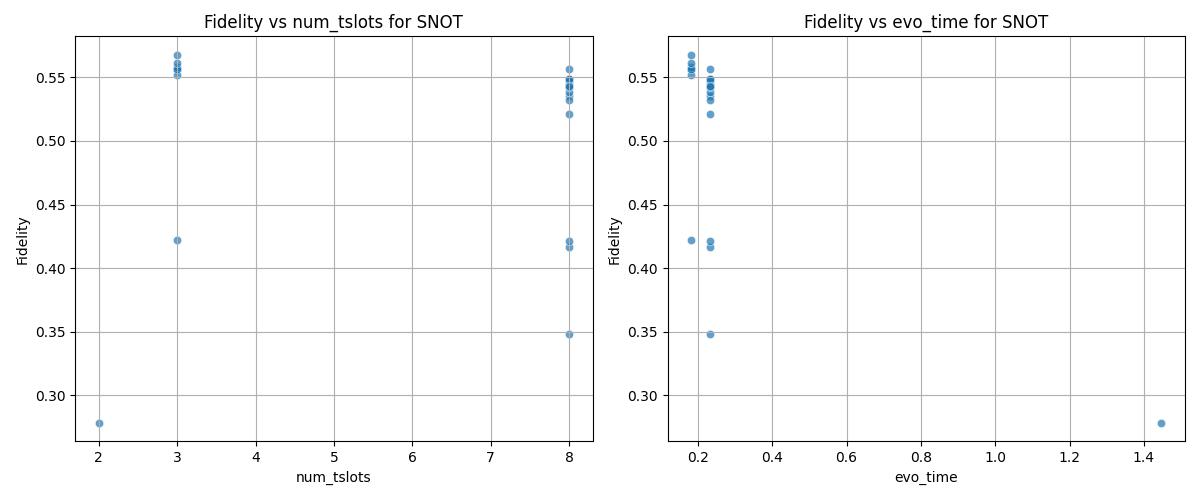 Fidelity vs num_tslots for SNOT
Fidelity
0.55
0.50
0.45
0.40
0.35
0.30
2 3 4 5 6 7 8
num_tslots
Fidelity vs evo_time for SNOT
Fidelity
0.55
0.50
0.45
0.40
0.35
0.30
0.2 0.4 0.6 0.8 1.0 1.2 1.4
evo_time